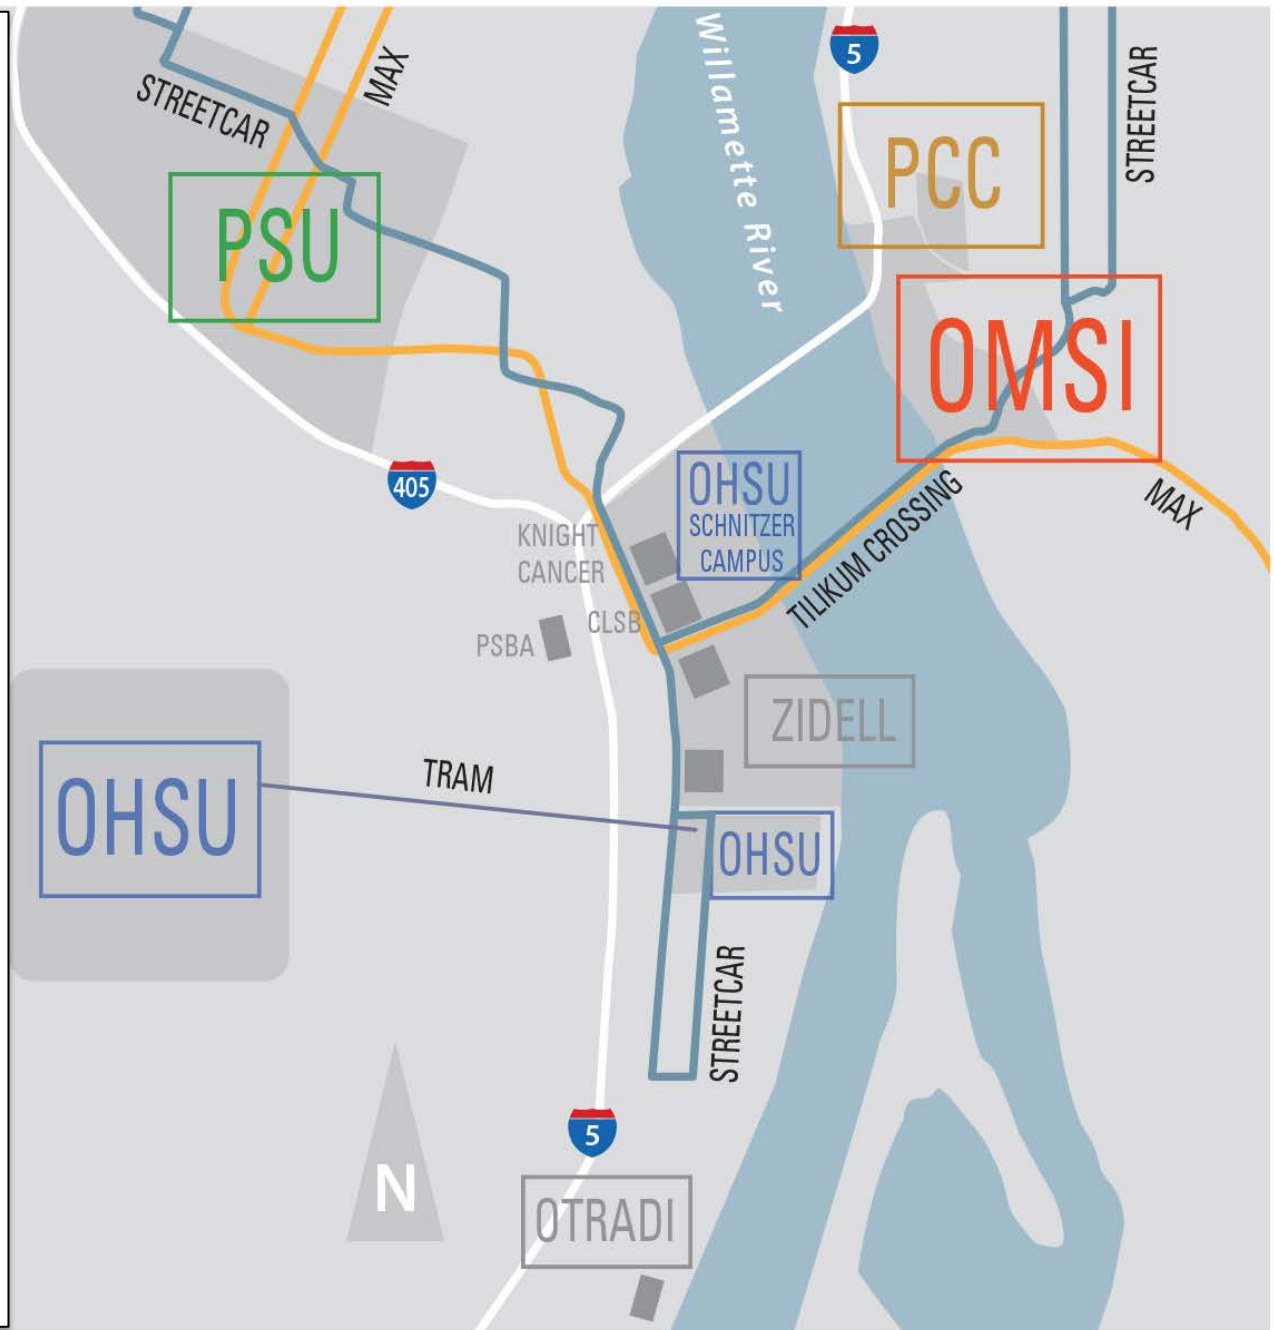 5
Willamette River
MAX
STREETCAR
STREETCAR
PCC
PSU
OMSI
405
OHSU
SCHNITZER
CAMPUS
MAX
TILIKUM CROSSING
KNIGHT
CANCER
CLSB
PSBA
ZIDELL
TRAM
OHSU
OHSU
STREETCAR
5
N
OTRADI